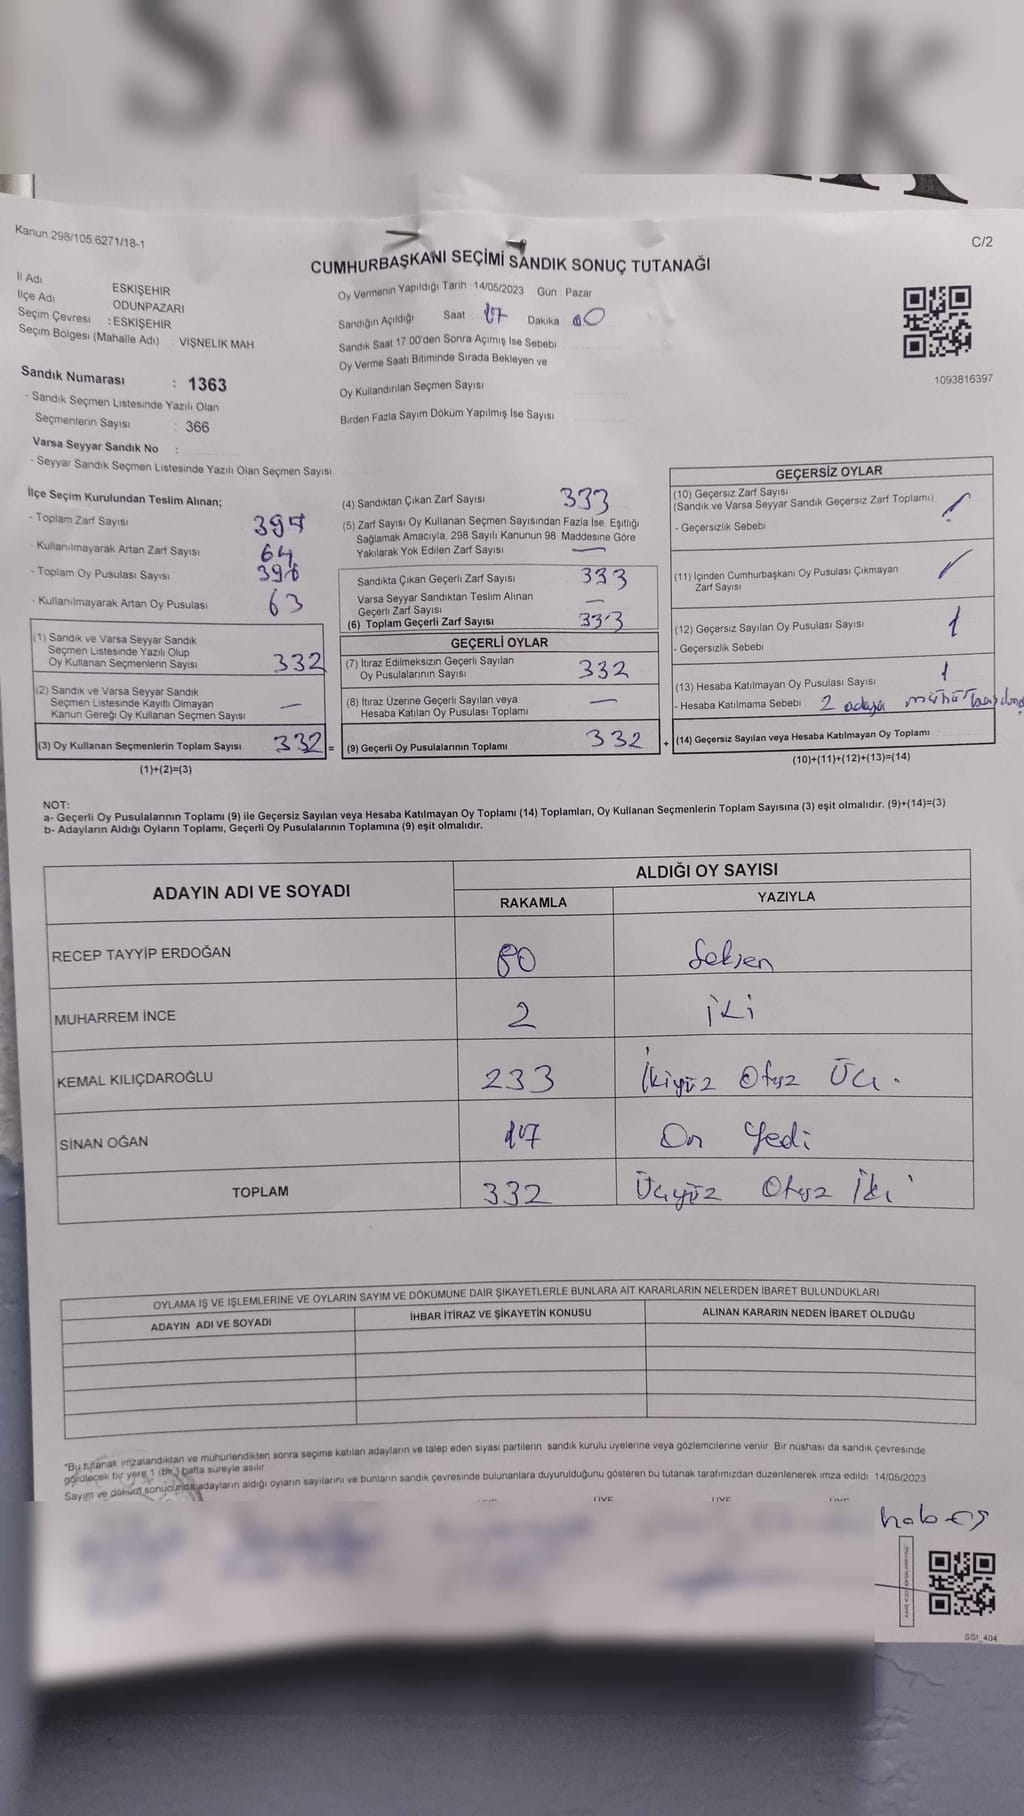 SANDIK
Kanun 298/105 6271/18-1
C/2
CUMHURBAŞKANI SEÇİMİ SANDIK SONUÇ TUTANAĞI
İl Adı ESKIŞEHIR
İlçe Adı ODUNPAZARI
Seçim Çevresi : ESKIŞEHIR
Seçim Bölgesi (Mahalle Adı) VIŞNELIK MAH
Oy Vermenin Yapıldığı Tarih : 14/05/2023 Gün Pazar
Sandığın Açıldığı Saat 17 Dakika 00
Sandık Saat 17.00'den Sonra Açımış İse Sebebi
Oy Verme Saati Bitiminde Sırada Bekleyen ve
Oy Kullandırılan Seçmen Sayısı
Birden Fazla Sayım Döküm Yapılmış İse Sayısı
1093816397
Sandık Numarası : 1363
- Sandık Seçmen Listesinde Yazılı Olan
Seçmenlerin Sayısı : 366
Varsa Seyyar Sandık No :
- Seyyar Sandık Seçmen Listesinde Yazılı Olan Seçmen Sayısı
İlçe Seçim Kurulundan Teslim Alınan;
- Toplam Zarf Sayısı 397
- Kullanılmayarak Artan Zarf Sayısı 64
- Toplam Oy Pusulası Sayısı 396
- Kullanılmayarak Artan Oy Pusulası 63
(1) Sandık ve Varsa Seyyar Sandık
Seçmen Listesinde Yazılı Olup
Oy Kullanan Seçmenlerin Sayısı 332
(2) Sandık ve Varsa Seyyar Sandık
Seçmen Listesinde Kayıtlı Olmayan
Kanun Gereği Oy Kullanan Seçmen Sayısı —
(3) Oy Kullanan Seçmenlerin Toplam Sayısı 332 =
(1)+(2)=(3)
(4) Sandıktan Çıkan Zarf Sayısı 333
(5) Zarf Sayısı Oy Kullanan Seçmen Sayısından Fazla İse, Eşitliği
Sağlamak Amacıyla, 298 Sayılı Kanunun 98 Maddesine Göre
Yakılarak Yok Edilen Zarf Sayısı —
Sandıkta Çıkan Geçerli Zarf Sayısı 333
Varsa Seyyar Sandıktan Teslim Alınan
Geçerli Zarf Sayısı —
(6) Toplam Geçerli Zarf Sayısı 333
GEÇERLİ OYLAR
(7) İtiraz Edilmeksizin Geçerli Sayılan
Oy Pusulalarının Sayısı 332
(8) İtiraz Üzerine Geçerli Sayılan veya
Hesaba Katılan Oy Pusulası Toplamı —
(9) Geçerli Oy Pusulalarının Toplamı 332 +
GEÇERSİZ OYLAR
(10) Geçersiz Zarf Sayısı
(Sandık ve Varsa Seyyar Sandık Geçersiz Zarf Toplamı)
- Geçersizlik Sebebi
(11) İçinden Cumhurbaşkanı Oy Pusulası Çıkmayan
Zarf Sayısı
(12) Geçersiz Sayılan Oy Pusulası Sayısı 1
- Geçersizlik Sebebi
(13) Hesaba Katılmayan Oy Pusulası Sayısı 1
- Hesaba Katılmama Sebebi 2 adaya mühür
(14) Geçersiz Sayılan veya Hesaba Katılmayan Oy Toplamı
(10)+(11)+(12)+(13)=(14)
NOT:
a- Geçerli Oy Pusulalarının Toplamı (9) ile Geçersiz Sayılan veya Hesaba Katılmayan Oy Toplamı (14) Toplamları, Oy Kullanan Seçmenlerin Toplam Sayısına (3) eşit olmalıdır. (9)+(14)=(3)
b- Adayların Aldığı Oyların Toplamı, Geçerli Oy Pusulalarının Toplamına (9) eşit olmalıdır.
ADAYIN ADI VE SOYADI ALDIĞI OY SAYISI
RAKAMLA YAZIYLA
RECEP TAYYİP ERDOĞAN 80 Seksen
MUHARREM İNCE 2 İki
KEMAL KILIÇDAROĞLU 233 İkiyüz Otuz Üç.
SİNAN OĞAN 17 On Yedi
TOPLAM 332 Üçyüz Otuz İki
OYLAMA İŞ VE İŞLEMLERINE VE OYLARIN SAYIM VE DÖKÜMÜNE DAİR ŞİKAYETLERLE BUNLARA AİT KARARLARIN NELERDEN IBARET BULUNDUKLARI
ADAYIN ADI VE SOYADI İHBAR İTİRAZ VE ŞİKAYETİN KONUSU ALINAN KARARIN NEDEN İBARET OLDUĞU
*Bu tutanak imzalandıktan ve mühürlendikten sonra seçime katılan adayların ve talep eden siyasi partilerin sandık kurulu üyelerine veya gözlemcilerine verilir. Bir nüshası da sandık çevresinde
görülecek bir yere 1 (bir) hafta süreyle asılır
Sayım ve döküm sonucunda adayların aldığı oyların sayılarını ve bunların sandık çevresinde bulunanlara duyurulduğunu gösteren bu tutanak tarafımızdan düzenlenerek imza edildi. 14/05/2023
SSI_404